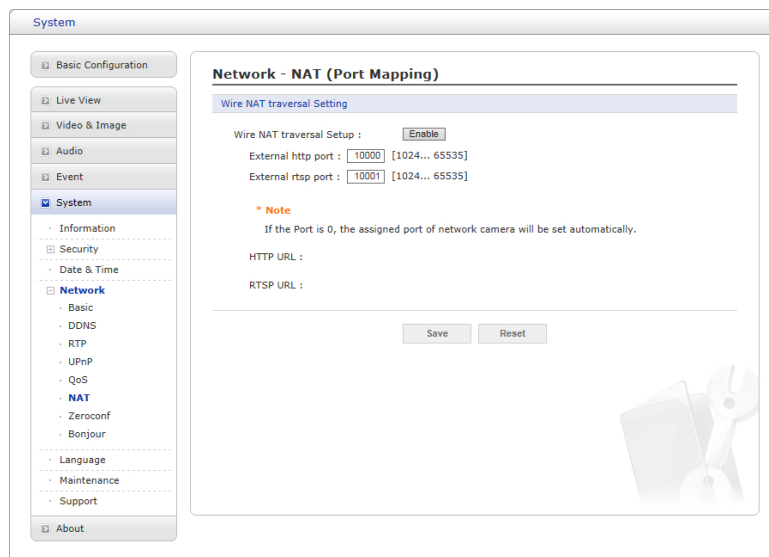 System
Basic Configuration
Live View
Video & Image
Audio
Event
System
Information
Security
Date & Time
Network
Basic
DDNS
RTP
UPnP
QoS
NAT
Zeroconf
Bonjour
Language
Maintenance
Support
About
Network - NAT (Port Mapping)
Wire NAT traversal Setting
Wire NAT traversal Setup : Enable
External http port : 10000 [1024... 65535]
External rtsp port : 10001 [1024... 65535]
* Note
If the Port is 0, the assigned port of network camera will be set automatically.
HTTP URL :
RTSP URL :
Save Reset